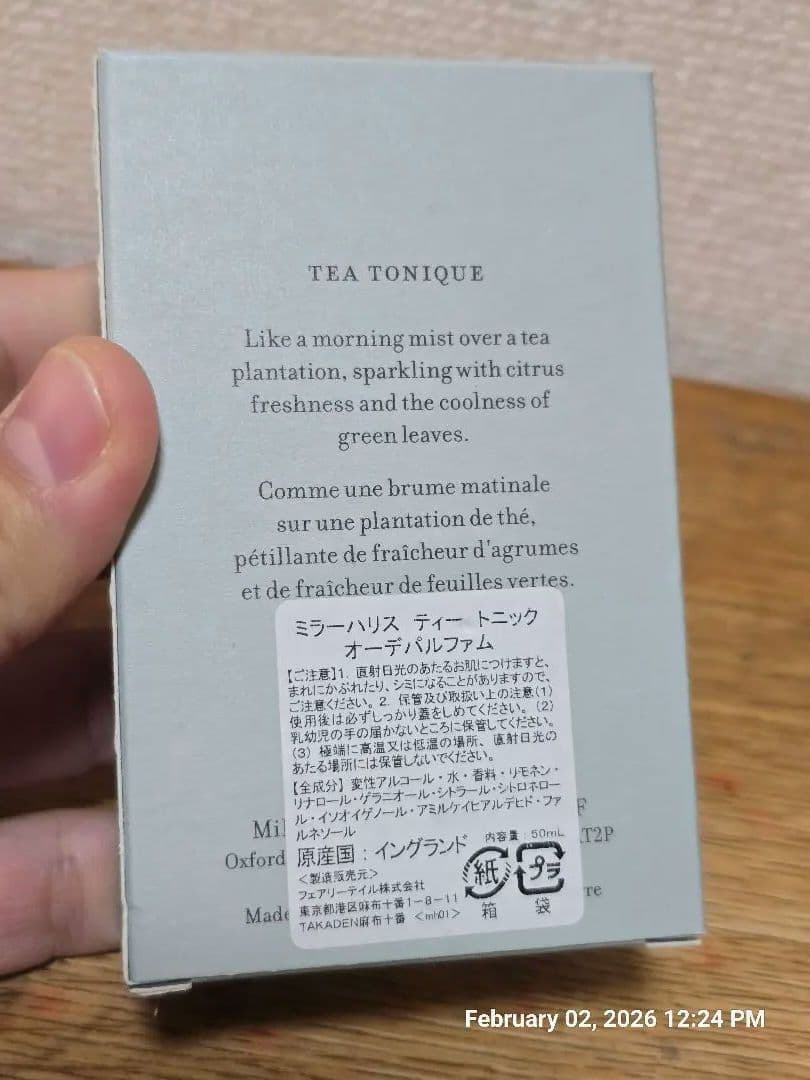 TEA TONIQUE
Like a morning mist over a tea
plantation, sparkling with citrus
freshness and the coolness of
green leaves.
Comme une brume matinale
sur une plantation de thé,
pétillante de fraîcheur d'agrumes
et de fraîcheur de feuilles vertes.
ミラーハリス ティー トニック
オーデパルファム
【ご注意】1. 直射日光のあたるお肌につけますと、
まれにかぶれたり、シミになることがありますので、
ご注意ください。2. 保管及び取扱い上の注意(1)
使用後は必ずしっかり蓋をしめてください。(2)
乳幼児の手の届かないところに保管してください。
(3) 極端に高温又は低温の場所、直射日光の
あたる場所には保管しないでください。
【全成分】変性アルコール・水・香料・リモネン・
リナロール・ゲラニオール・シトラール・シトロネロー
ル・イソオイゲノール・アミルケイヒアルデヒド・ファ
ルネソール
原産国：イングランド
内容量：50mL
<製造販売元>
フェアリーテイル株式会社
東京都港区麻布十番1-8-11
TAKADEN麻布十番 <mh01>
紙
箱
プラ
袋
Oxford
Made
February 02, 2026 12:24 PM